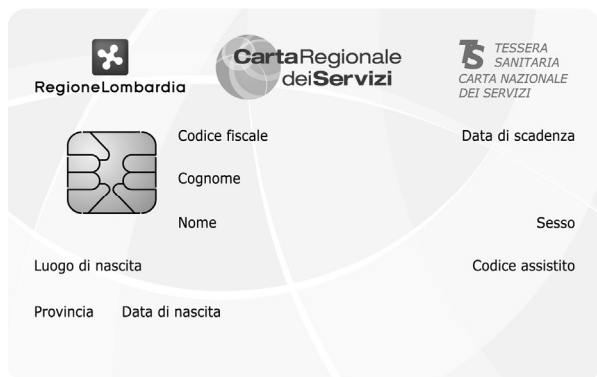 RegioneLombardia
CartaRegionale
deiServizi
TS
TESSERA
SANITARIA
CARTA NAZIONALE
DEI SERVIZI
Codice fiscale
Data di scadenza
Cognome
Nome
Sesso
Luogo di nascita
Codice assistito
Provincia
Data di nascita